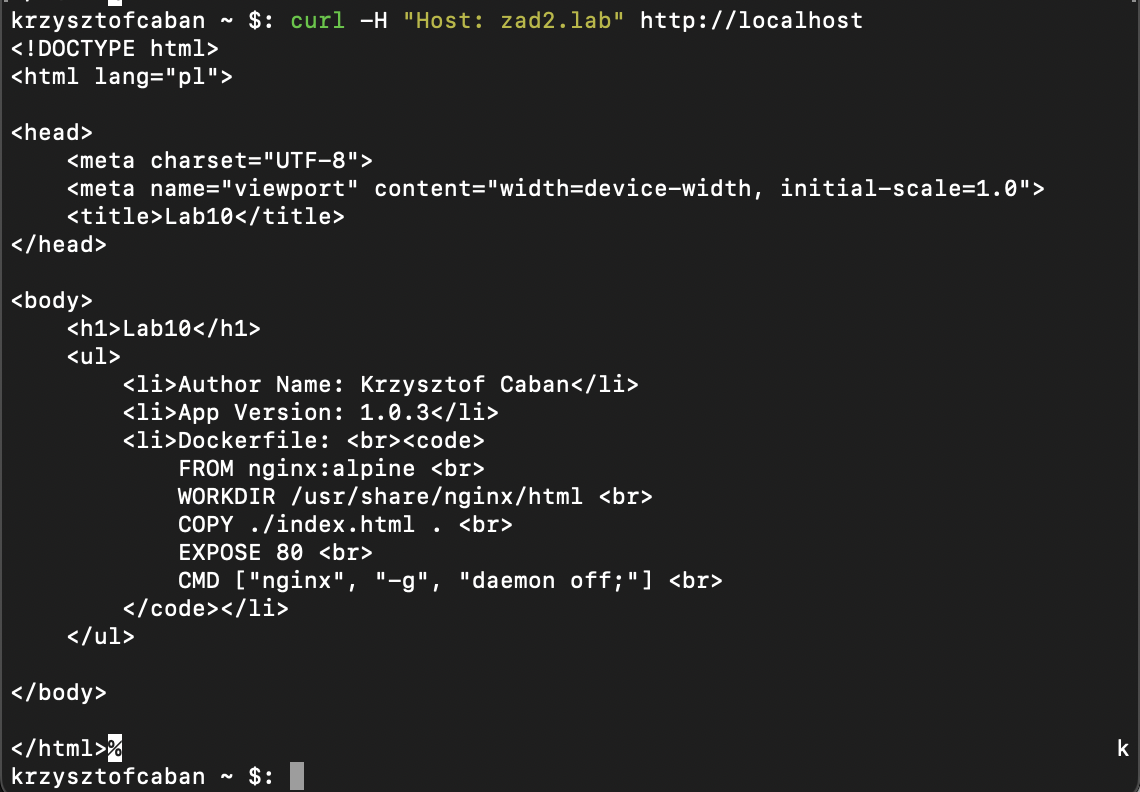 krzysztofcaban ~ $: curl -H "Host: zad2.lab" http://localhost
<!DOCTYPE html>
<html lang="pl">

<head>
    <meta charset="UTF-8">
    <meta name="viewport" content="width=device-width, initial-scale=1.0">
    <title>Lab10</title>
</head>

<body>
    <h1>Lab10</h1>
    <ul>
        <li>Author Name: Krzysztof Caban</li>
        <li>App Version: 1.0.3</li>
        <li>Dockerfile: <br><code>
            FROM nginx:alpine <br>
            WORKDIR /usr/share/nginx/html <br>
            COPY ./index.html . <br>
            EXPOSE 80 <br>
            CMD ["nginx", "-g", "daemon off;"] <br>
        </code></li>
    </ul>

</body>

</html>% k
krzysztofcaban ~ $: